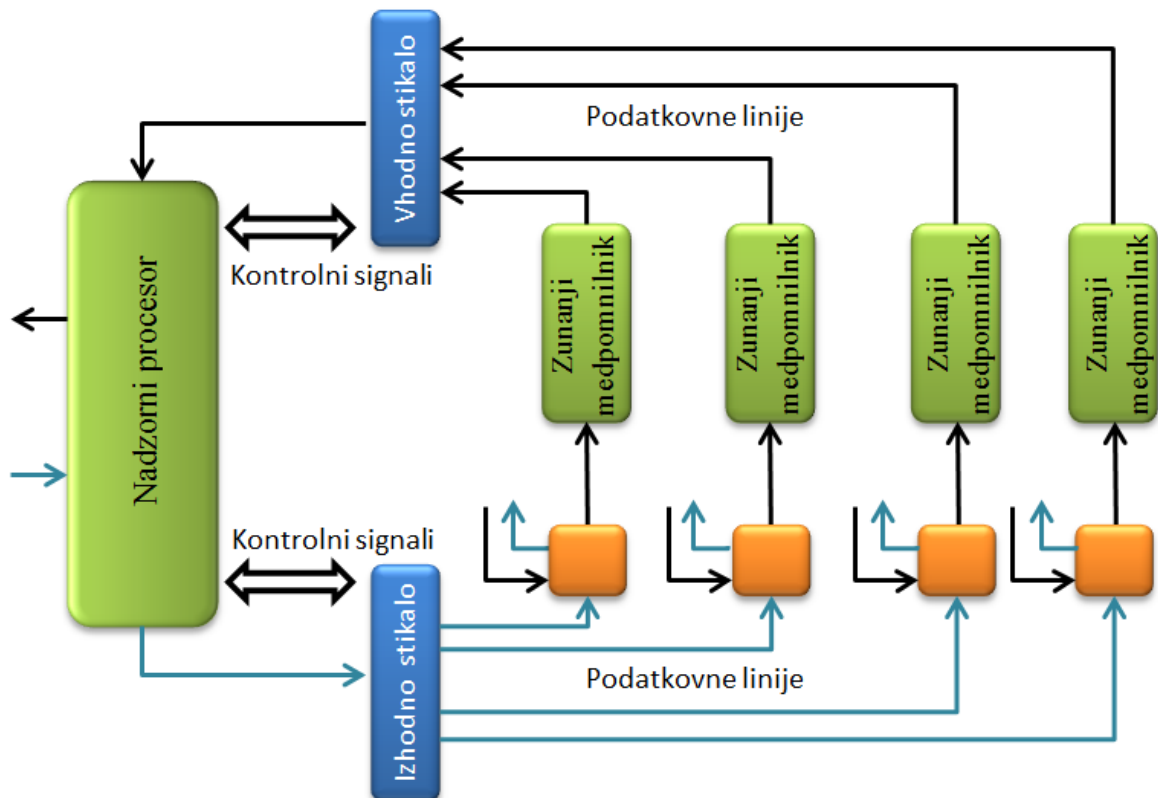 Vhodno stikalo
Podatkovne linije
Nadzorni procesor
Kontrolni signali
Zunanji
medpomnilnik
Zunanji
medpomnilnik
Zunanji
medpomnilnik
Zunanji
medpomnilnik
Kontrolni signali
Izhodno stikalo
Podatkovne linije